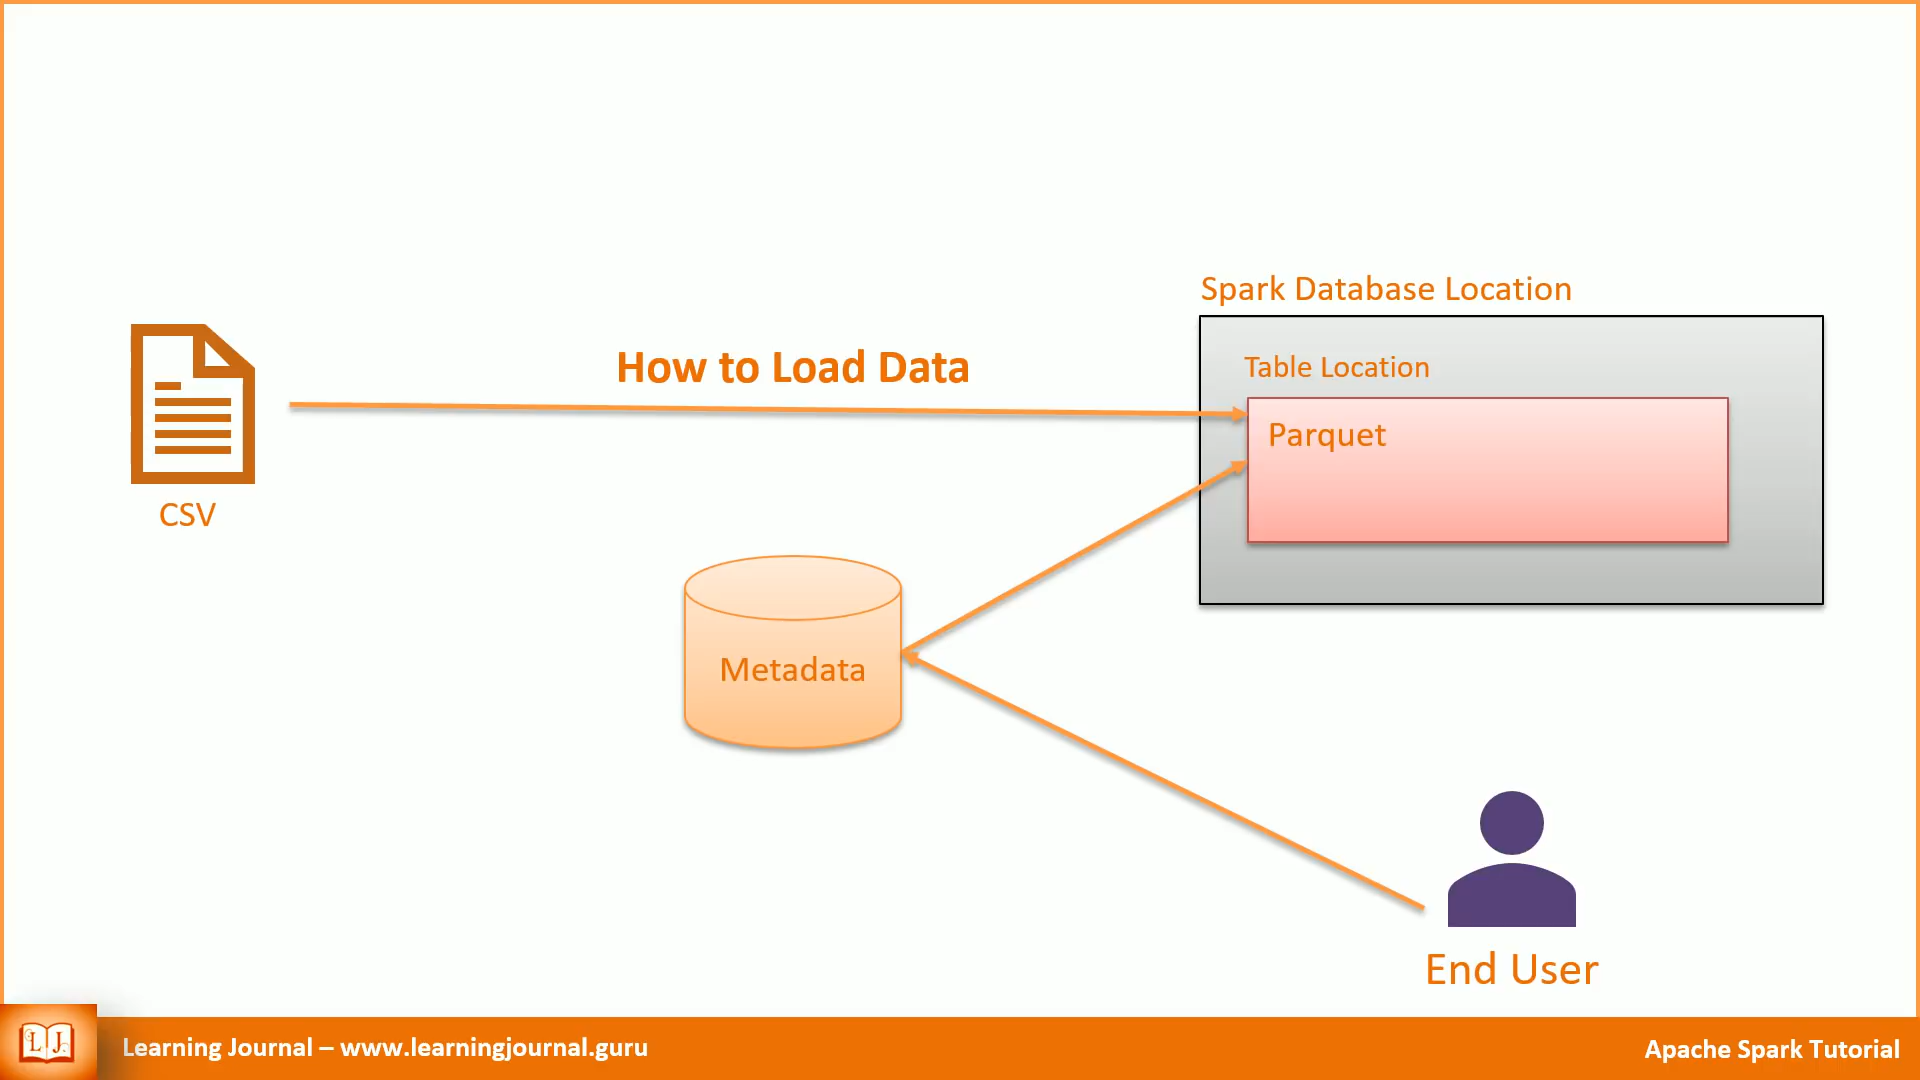 Spark Database Location
How to Load Data
Table Location
Parquet
CSV
Metadata
End User
LJ
Learning Journal – www.learningjournal.guru
Apache Spark Tutorial